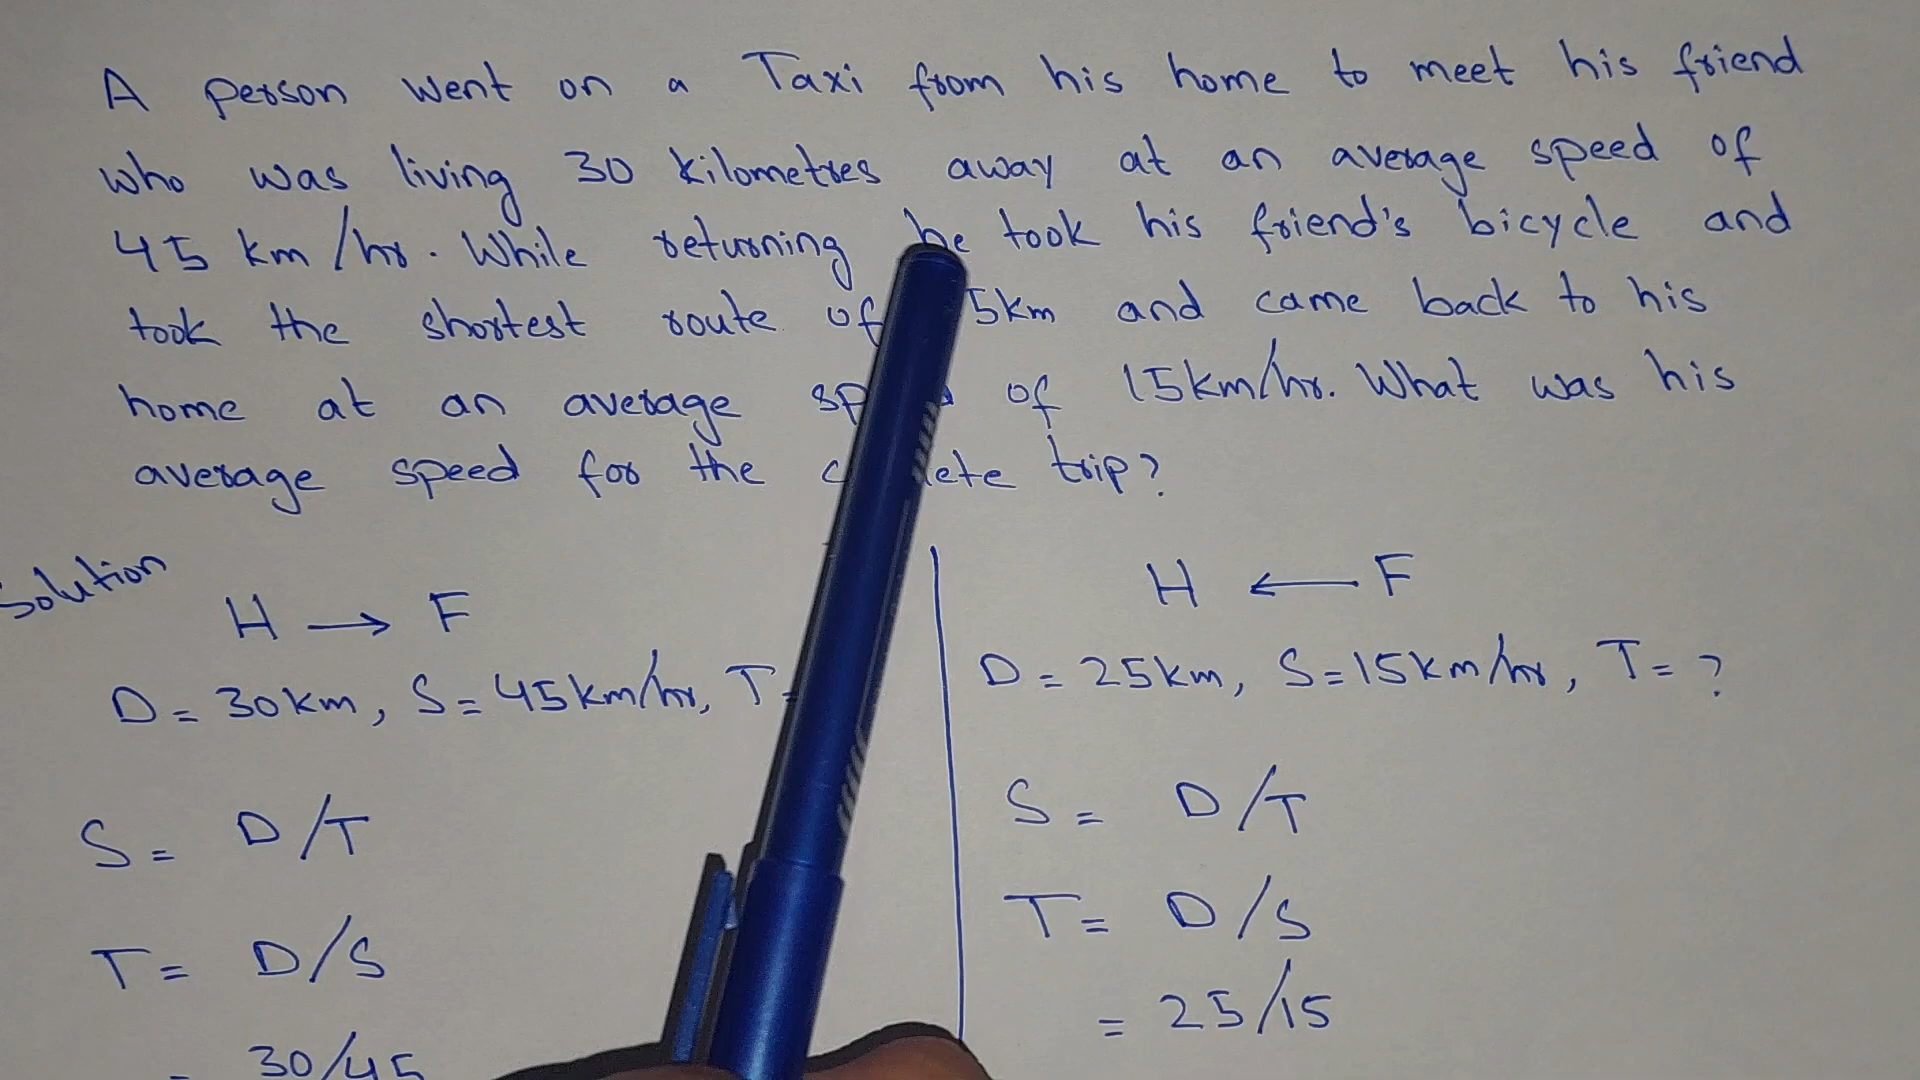 A person went on a Taxi from his home to meet his friend
who was living 30 kilometres away at an average speed of
45 km/hr. While returning he took his friend's bicycle and
took the shortest route of 5km and came back to his
home at an average of 15km/hr. What was his
average speed for the trip?
Solution
H → F
D = 30km, S = 45km/hr, T
S = D/T
T = D/S
= 30/45
H ← F
D = 25km, S = 15km/hr, T = ?
S = D/T
T = D/S
= 25/15